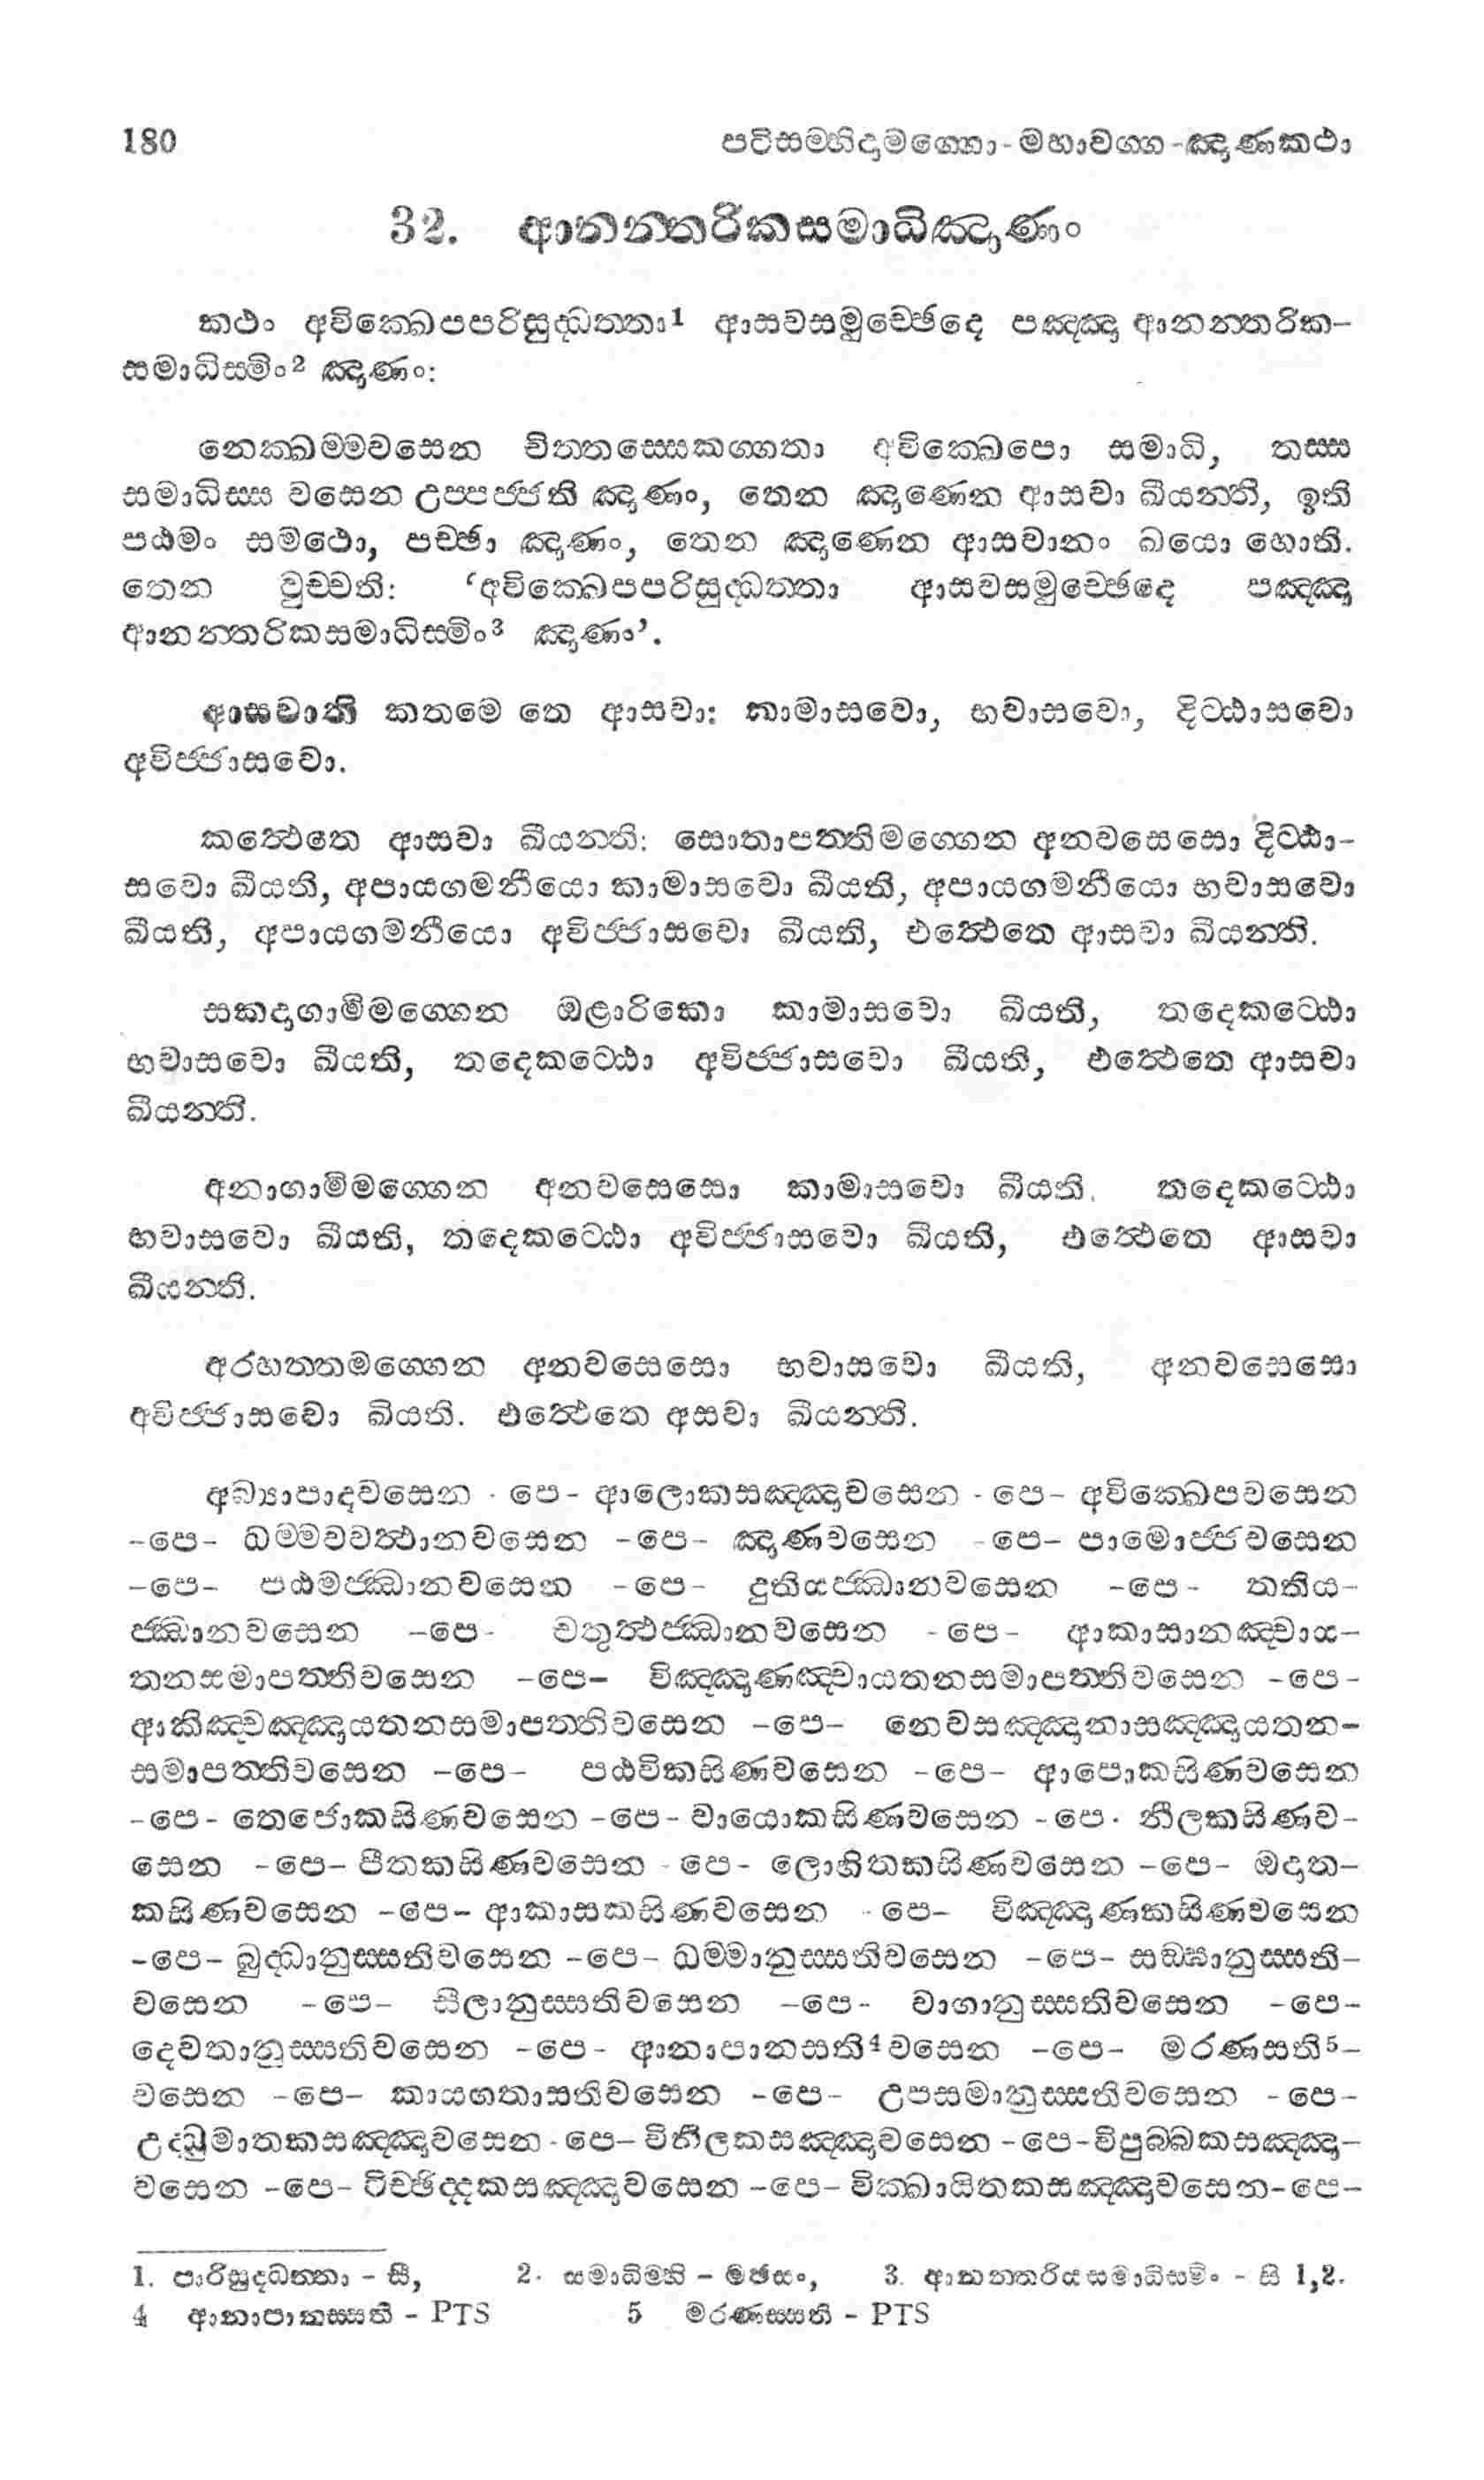 180 පටිසම්භිදාමග්ගො - මහාවග්ග - ඤාණකථා
32. ආනන්තරිකසමාධිඤාණං
කථං අවික්ඛෙපපරිසුද්ධත්තා1 ආසවසමුච්ඡෙදෙ පඤ්ඤා ආනන්තරික-
සමාධිස්මිං2 ඤාණං:
නෙක්ඛම්මවසෙන චිත්තස්සෙකග්ගතා අවික්ඛෙපො සමාධි, තස්ස
සමාධිස්ස වසෙන උප්පජ්ජති ඤාණං, තෙන ඤාණෙන ආසවා ඛීයන්ති, ඉති
පඨමං සමථො, පච්ඡා ඤාණං, තෙන ඤාණෙන ආසවානං ඛයො හොති.
තෙන වුච්චති: ‘අවික්ඛෙපපරිසුද්ධත්තා ආසවසමුච්ඡෙදෙ පඤ්ඤා
ආනන්තරිකසමාධිස්මිං3 ඤාණං’.
ආසවාති කතමෙ තෙ ආසවා: කාමාසවො, භවාසවො, දිට්ඨාසවො
අවිජ්ජාසවො.
කත්ථෙතෙ ආසවා ඛීයන්ති: සොතාපත්තිමග්ගෙන අනවසෙසො දිට්ඨා-
සවො ඛීයති, අපායගමනීයො කාමාසවො ඛීයති, අපායගමනීයො භවාසවො
ඛීයති, අපායගමනීයො අවිජ්ජාසවො ඛීයති, එත්ථෙතෙ ආසවා ඛීයන්ති.
සකදාගාමිමග්ගෙන ඔළාරිකො කාමාසවො ඛීයති, තදෙකට්ඨො
භවාසවො ඛීයති, තදෙකට්ඨො අවිජ්ජාසවො ඛීයති, එත්ථෙතෙ ආසවා
ඛීයන්ති.
අනාගාමිමග්ගෙන අනවසෙසො කාමාසවො ඛීයති. තදෙකට්ඨො
භවාසවො ඛීයති, තදෙකට්ඨො අවිජ්ජාසවො ඛීයති, එත්ථෙතෙ ආසවා
ඛීයන්ති.
අරහත්තමග්ගෙන අනවසෙසො භවාසවො ඛීයති, අනවසෙසො
අවිජ්ජාසවො ඛියති. එත්ථෙතෙ අසවා ඛීයන්ති.
අබ්‍යාපාදවසෙන - පෙ - ආලොකසඤ්ඤාවසෙන - පෙ - අවික්ඛෙපවසෙන
-පෙ- ධම්මවවත්ථානවසෙන -පෙ- ඤාණවසෙන -පෙ- පාමොජ්ජවසෙන
-පෙ- පඨමජ්ඣානවසෙන -පෙ- දුතියජ්ඣානවසෙන -පෙ- තතිය-
ජ්ඣානවසෙන -පෙ- චතුත්ථජ්ඣානවසෙන -පෙ- ආකාසානඤ්චාය-
තනසමාපත්තිවසෙන -පෙ- විඤ්ඤාණඤ්චායතනසමාපත්තිවසෙන -පෙ-
ආකිඤ්චඤ්ඤායතනසමාපත්තිවසෙන -පෙ- නෙවසඤ්ඤානාසඤ්ඤායතන-
සමාපත්තිවසෙන -පෙ- පඨවිකසිණවසෙන -පෙ- ආපොකසිණවසෙන
-පෙ- තෙජොකසිණවසෙන -පෙ- වායොකසිණවසෙන -පෙ- නීලකසිණව-
සෙන -පෙ- පීතකසිණවසෙන -පෙ- ලොහිතකසිණවසෙන -පෙ- ඔදාත-
කසිණවසෙන -පෙ- ආකාසකසිණවසෙන -පෙ- විඤ්ඤාණකසිණවසෙන
-පෙ- බුද්ධානුස්සතිවසෙන -පෙ- ධම්මානුස්සතිවසෙන -පෙ- සඞ්ඝානුස්සති-
වසෙන -පෙ- සීලානුස්සතිවසෙන -පෙ- චාගානුස්සතිවසෙන -පෙ-
දෙවතානුස්සතිවසෙන -පෙ- ආනාපානසති4වසෙන -පෙ- මරණසති5-
වසෙන -පෙ- කායගතාසතිවසෙන -පෙ- උපසමානුස්සතිවසෙන -පෙ-
උද්ධුමාතකසඤ්ඤාවසෙන -පෙ- විනීලකසඤ්ඤාවසෙන -පෙ- විපුබ්බකසඤ්ඤා-
වසෙන -පෙ- විච්ඡිද්දකසඤ්ඤාවසෙන -පෙ- වික්ඛායිතකසඤ්ඤාවසෙන-පෙ-
1. පාරිසුද්ධත්තා - සී, 2. සමාධිම්හි - මඡසං, 3. ආනන්තරියසමාධිස්මිං - සි 1,2.
4 ආනාපානස්සති - PTS 5 මරණස්සති - PTS